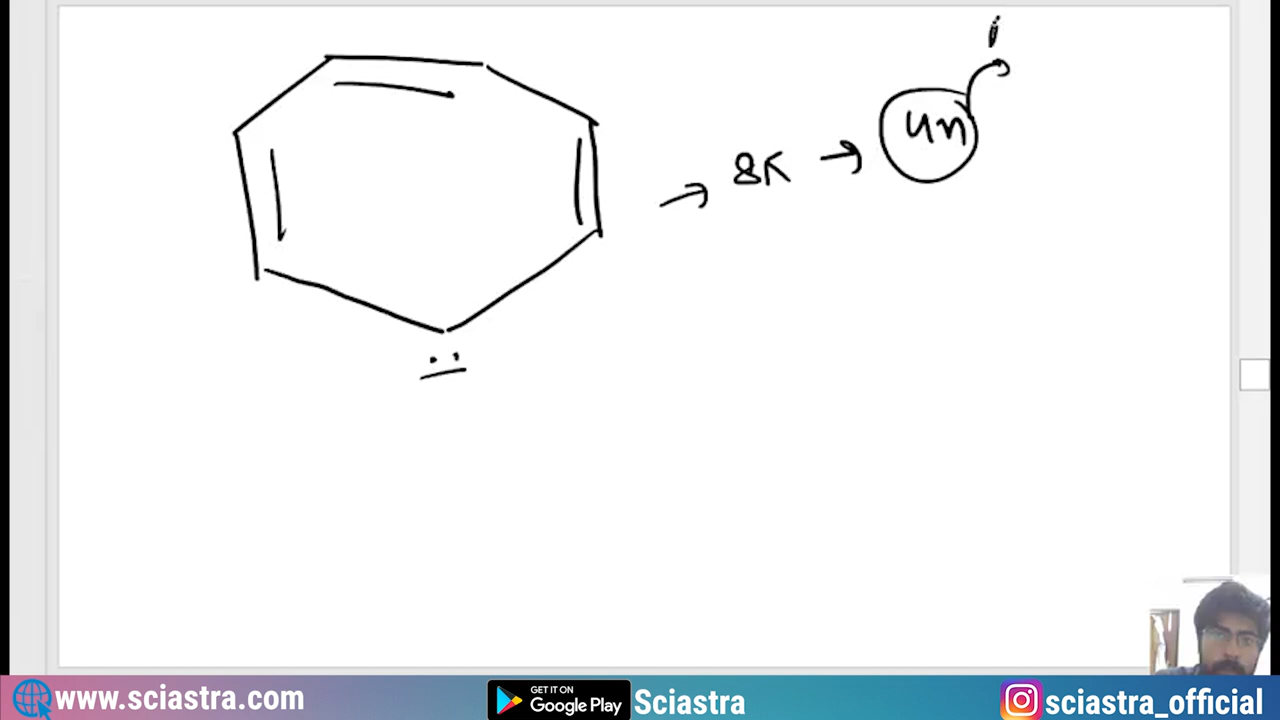 → 8π → 4n
www.sciastra.com
GET IT ON
Google Play
Sciastra
sciastra_official